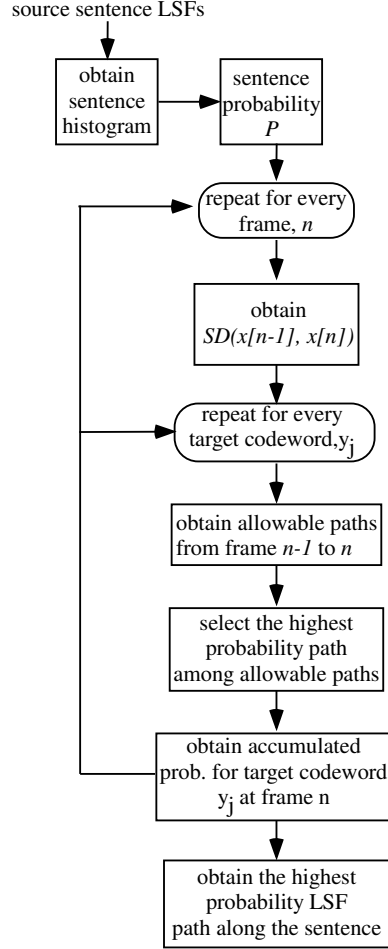 source sentence LSFs
obtain
sentence
histogram
sentence
probability
P
repeat for every
frame, n
obtain
SD(x[n-1], x[n])
repeat for every
target codeword,yj
obtain allowable paths
from frame n-1 to n
select the highest
probability path
among allowable paths
obtain accumulated
prob. for target codeword
yj at frame n
obtain the highest
probability LSF
path along the sentence